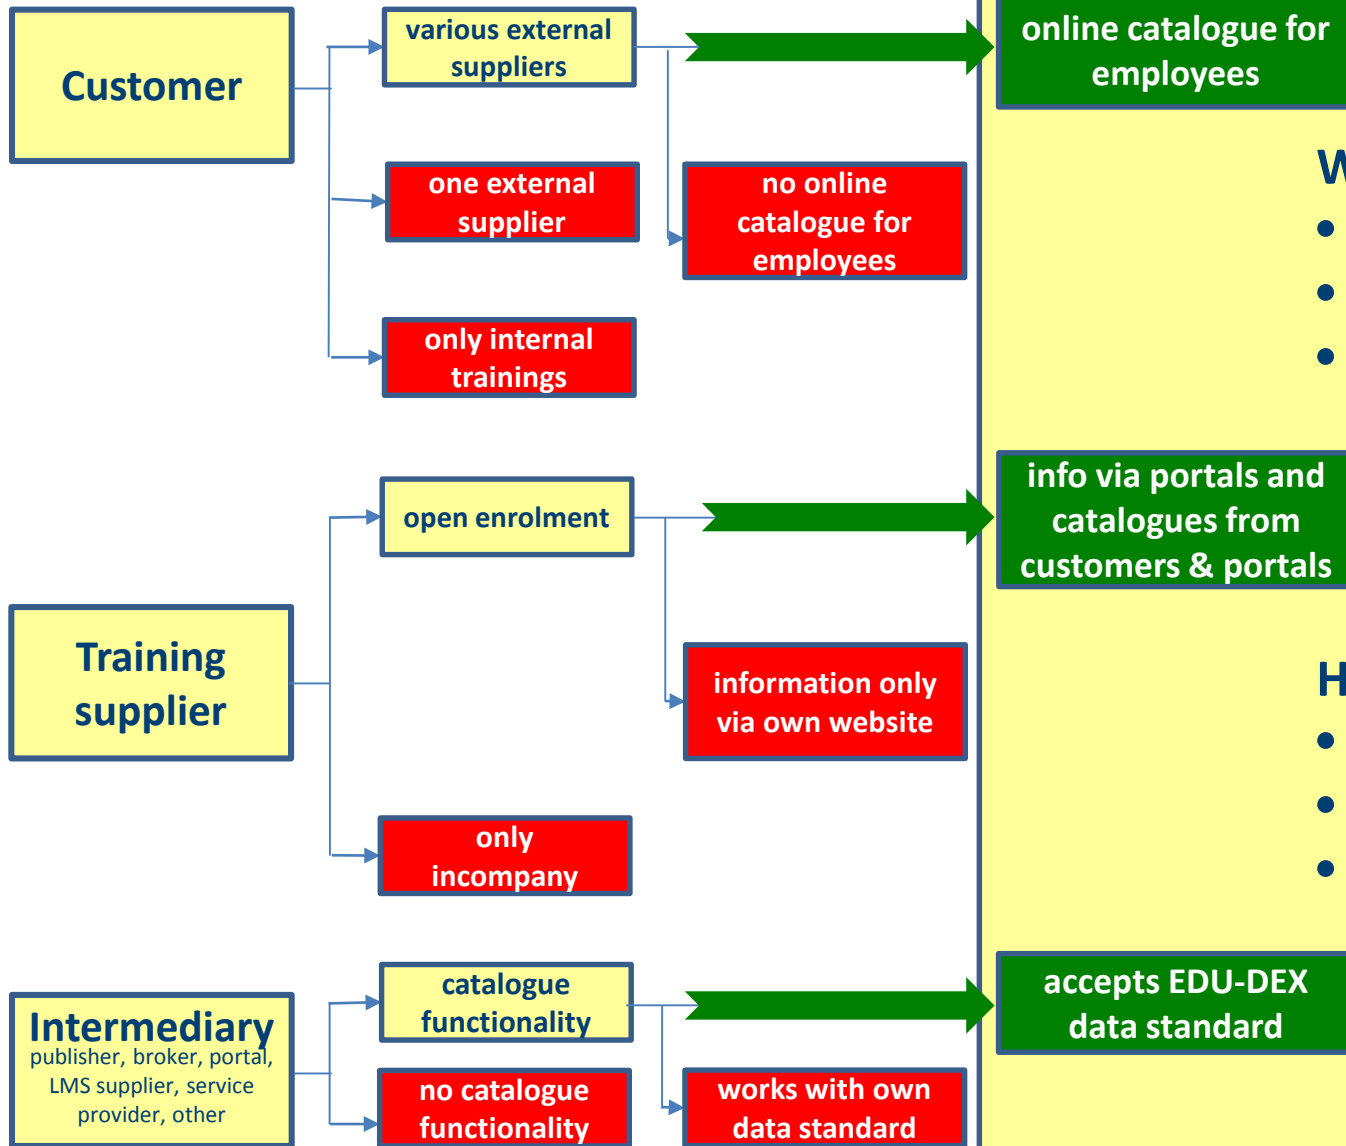 Customer
various external
suppliers
online catalogue for
employees
one external
supplier
no online
catalogue for
employees
only internal
trainings
Training
supplier
open enrolment
info via portals and
catalogues from
customers & portals
information only
via own website
only
incompany
Intermediary
publisher, broker, portal,
LMS supplier, service
provider, other
catalogue
functionality
accepts EDU-DEX
data standard
no catalogue
functionality
works with own
data standard
H